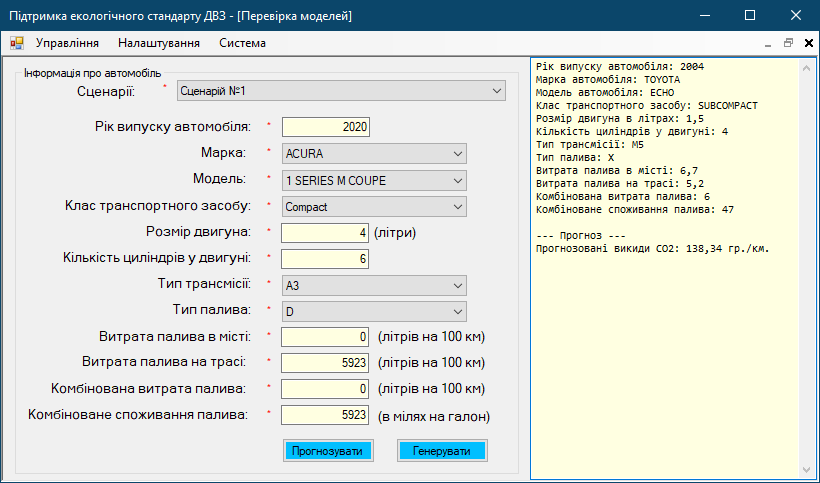 Підтримка екологічного стандарту ДВЗ - [Перевірка моделей]
Управління Налаштування Система
Інформація про автомобіль
Сценарії: * Сценарій №1
Рік випуску автомобіля: * 2020
Марка: * ACURA
Модель: * 1 SERIES M COUPE
Клас транспортного засобу: * Compact
Розмір двигуна: * 4 (літри)
Кількість циліндрів у двигуні: * 6
Тип трансмісії: * A3
Тип палива: * D
Витрата палива в місті: * 0 (літрів на 100 км)
Витрата палива на трасі: * 5923 (літрів на 100 км)
Комбінована витрата палива: * 0 (літрів на 100 км)
Комбіноване споживання палива: * 5923 (в мілях на галон)
Прогнозувати Генерувати
Рік випуску автомобіля: 2004
Марка автомобіля: TOYOTA
Модель автомобіля: ECHO
Клас транспортного засобу: SUBCOMPACT
Розмір двигуна в літрах: 1,5
Кількість циліндрів у двигуні: 4
Тип трансмісії: M5
Тип палива: X
Витрата палива в місті: 6,7
Витрата палива на трасі: 5,2
Комбінована витрата палива: 6
Комбіноване споживання палива: 47
--- Прогноз ---
Прогнозовані викиди CO2: 138,34 гр./км.